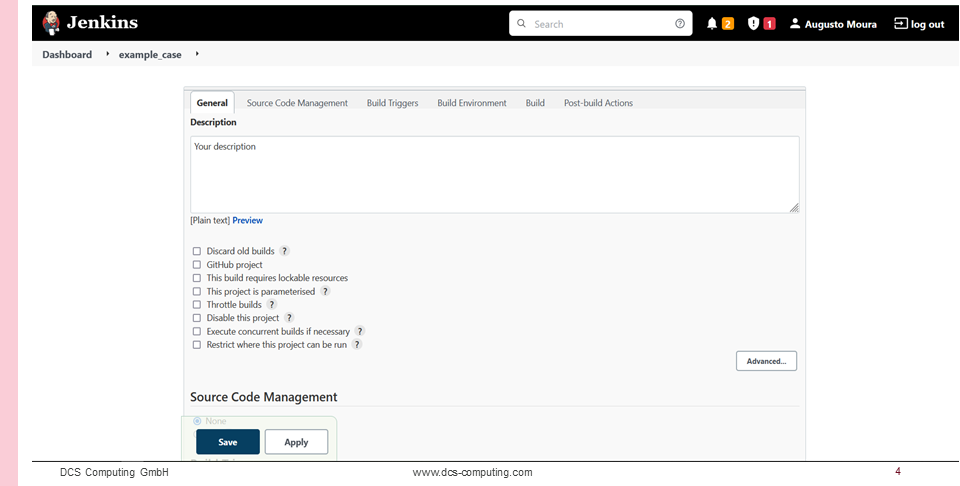 Jenkins
Search
2
1
Augusto Moura
log out
Dashboard
example_case
General Source Code Management Build Triggers Build Environment Build Post-build Actions
Description
Your description
[Plain text] Preview
Discard old builds ?
GitHub project
This build requires lockable resources
This project is parameterised ?
Throttle builds ?
Disable this project ?
Execute concurrent builds if necessary ?
Restrict where this project can be run ?
Advanced...
Source Code Management
None
Save Apply
DCS Computing GmbH www.dcs-computing.com 4